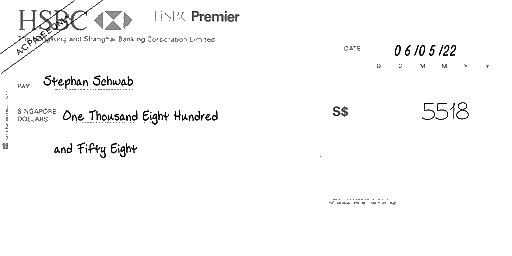 HSBC HSBC Premier
The Hongkong and Shanghai Banking Corporation Limited
A/C PAYEE ONLY
DATE 06/05/22
D D M M Y Y
PAY Stephan Schwab
SINGAPORE DOLLARS One Thousand Eight Hundred
and Fifty Eight
S$ 5518